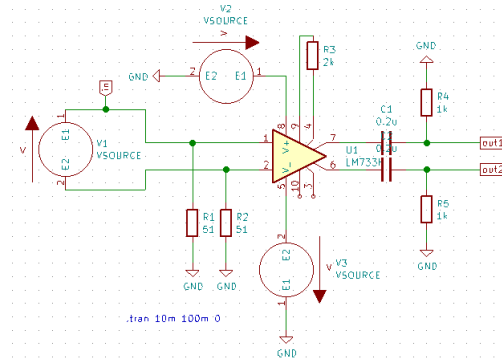 V2
VSOURCE
V
GND
2
E2
E1
1
in
R3
2k
GND
1
E1
V
E2
2
V1
VSOURCE
8
9
4
1
V+
2
V-
7
6
5
10
3
U1
LM733H
C1
0.2u
R4
1k
out1
out2
R1
51
R2
51
R5
1k
2
E2
E1
1
V
V3
VSOURCE
GND
GND
GND
GND
.tran 10m 100m 0